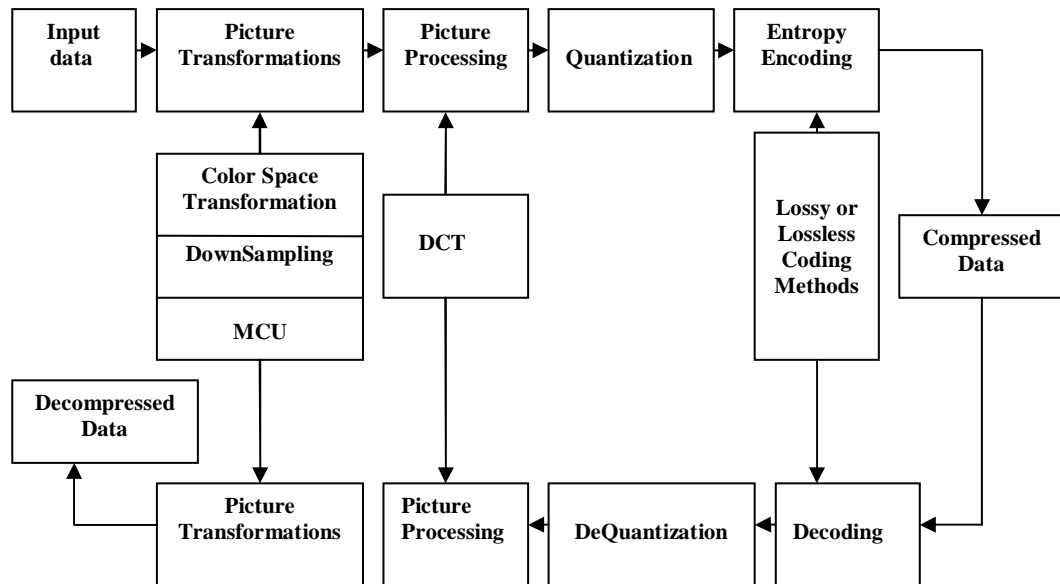 Input
data
Picture
Transformations
Picture
Processing
Quantization
Entropy
Encoding
Color Space
Transformation
DownSampling
MCU
DCT
Lossy or
Lossless
Coding
Methods
Compressed
Data
Decompressed
Data
Picture
Transformations
Picture
Processing
DeQuantization
Decoding